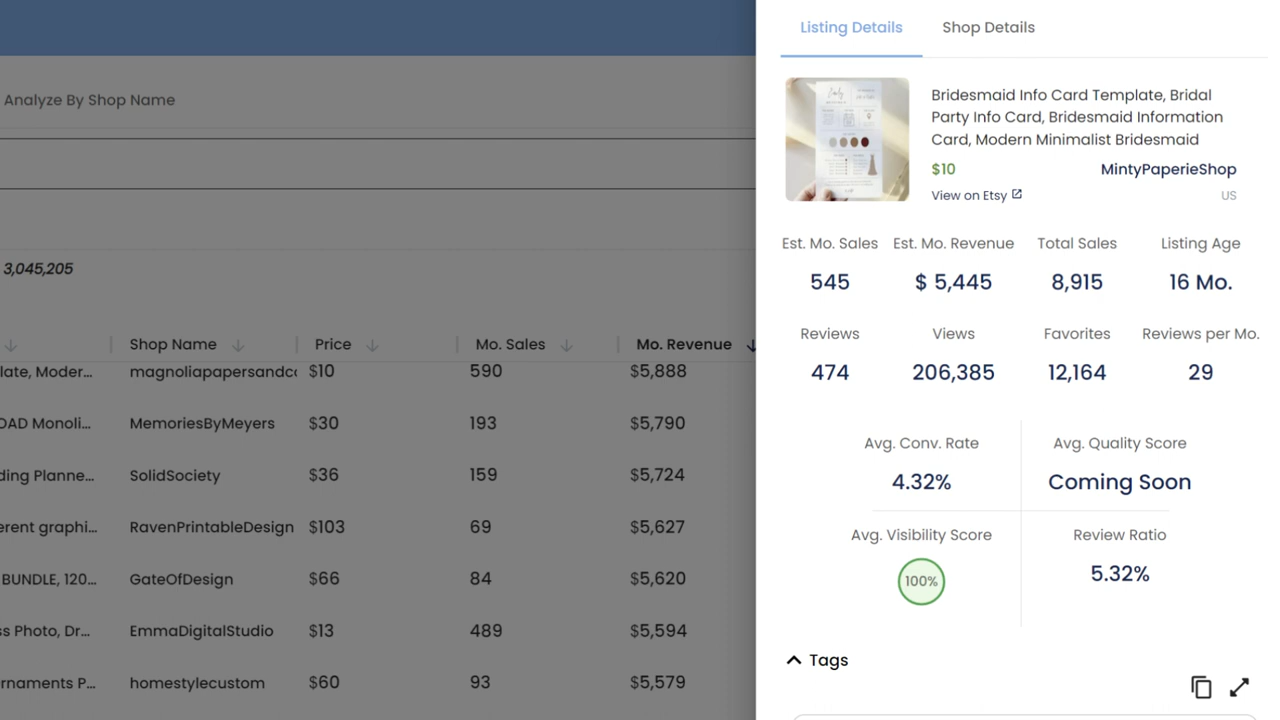 Listing Details
Shop Details
Analyze By Shop Name
Bridesmaid Info Card Template, Bridal
Party Info Card, Bridesmaid Information
Card, Modern Minimalist Bridesmaid
$10
MintyPaperieShop
View on Etsy
US
Est. Mo. Sales
Est. Mo. Revenue
Total Sales
Listing Age
545
$ 5,445
8,915
16 Mo.
3,045,205
Reviews
Views
Favorites
Reviews per Mo.
474
206,385
12,164
29
Shop Name
Price
Mo. Sales
Mo. Revenue
late, Moder...
magnoliapapersandco
$10
590
$5,888
OAD Monoli...
MemoriesByMeyers
$30
193
$5,790
ding Planne...
SolidSociety
$36
159
$5,724
erent graphi...
RavenPrintableDesign
$103
69
$5,627
BUNDLE, 120...
GateOfDesign
$66
84
$5,620
ss Photo, Dr...
EmmaDigitalStudio
$13
489
$5,594
rnaments P...
homestylecustom
$60
93
$5,579
Avg. Conv. Rate
4.32%
Avg. Quality Score
Coming Soon
Avg. Visibility Score
100%
Review Ratio
5.32%
Tags